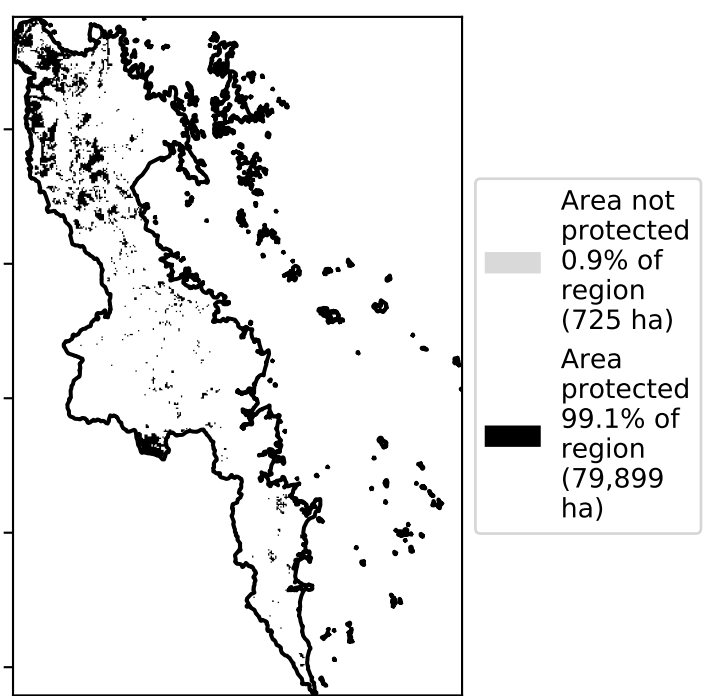 Area not
protected
0.9% of
region
(725 ha)
Area
protected
99.1% of
region
(79,899
ha)